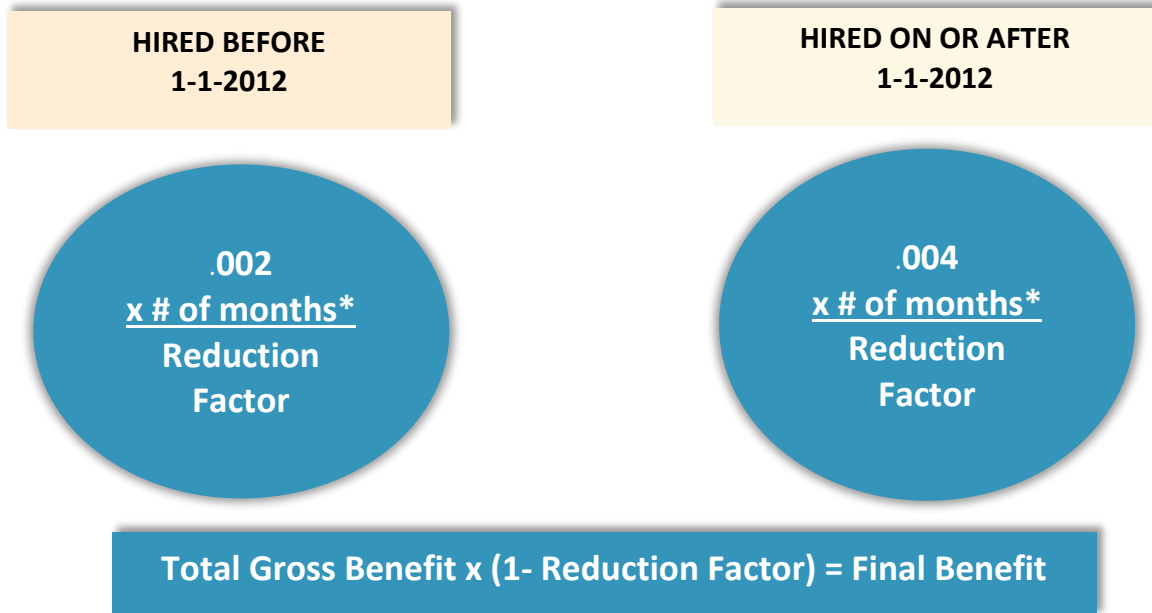 HIRED BEFORE
1-1-2012
HIRED ON OR AFTER
1-1-2012
.002
x # of months*
Reduction
Factor
.004
x # of months*
Reduction
Factor
Total Gross Benefit x (1- Reduction Factor) = Final Benefit